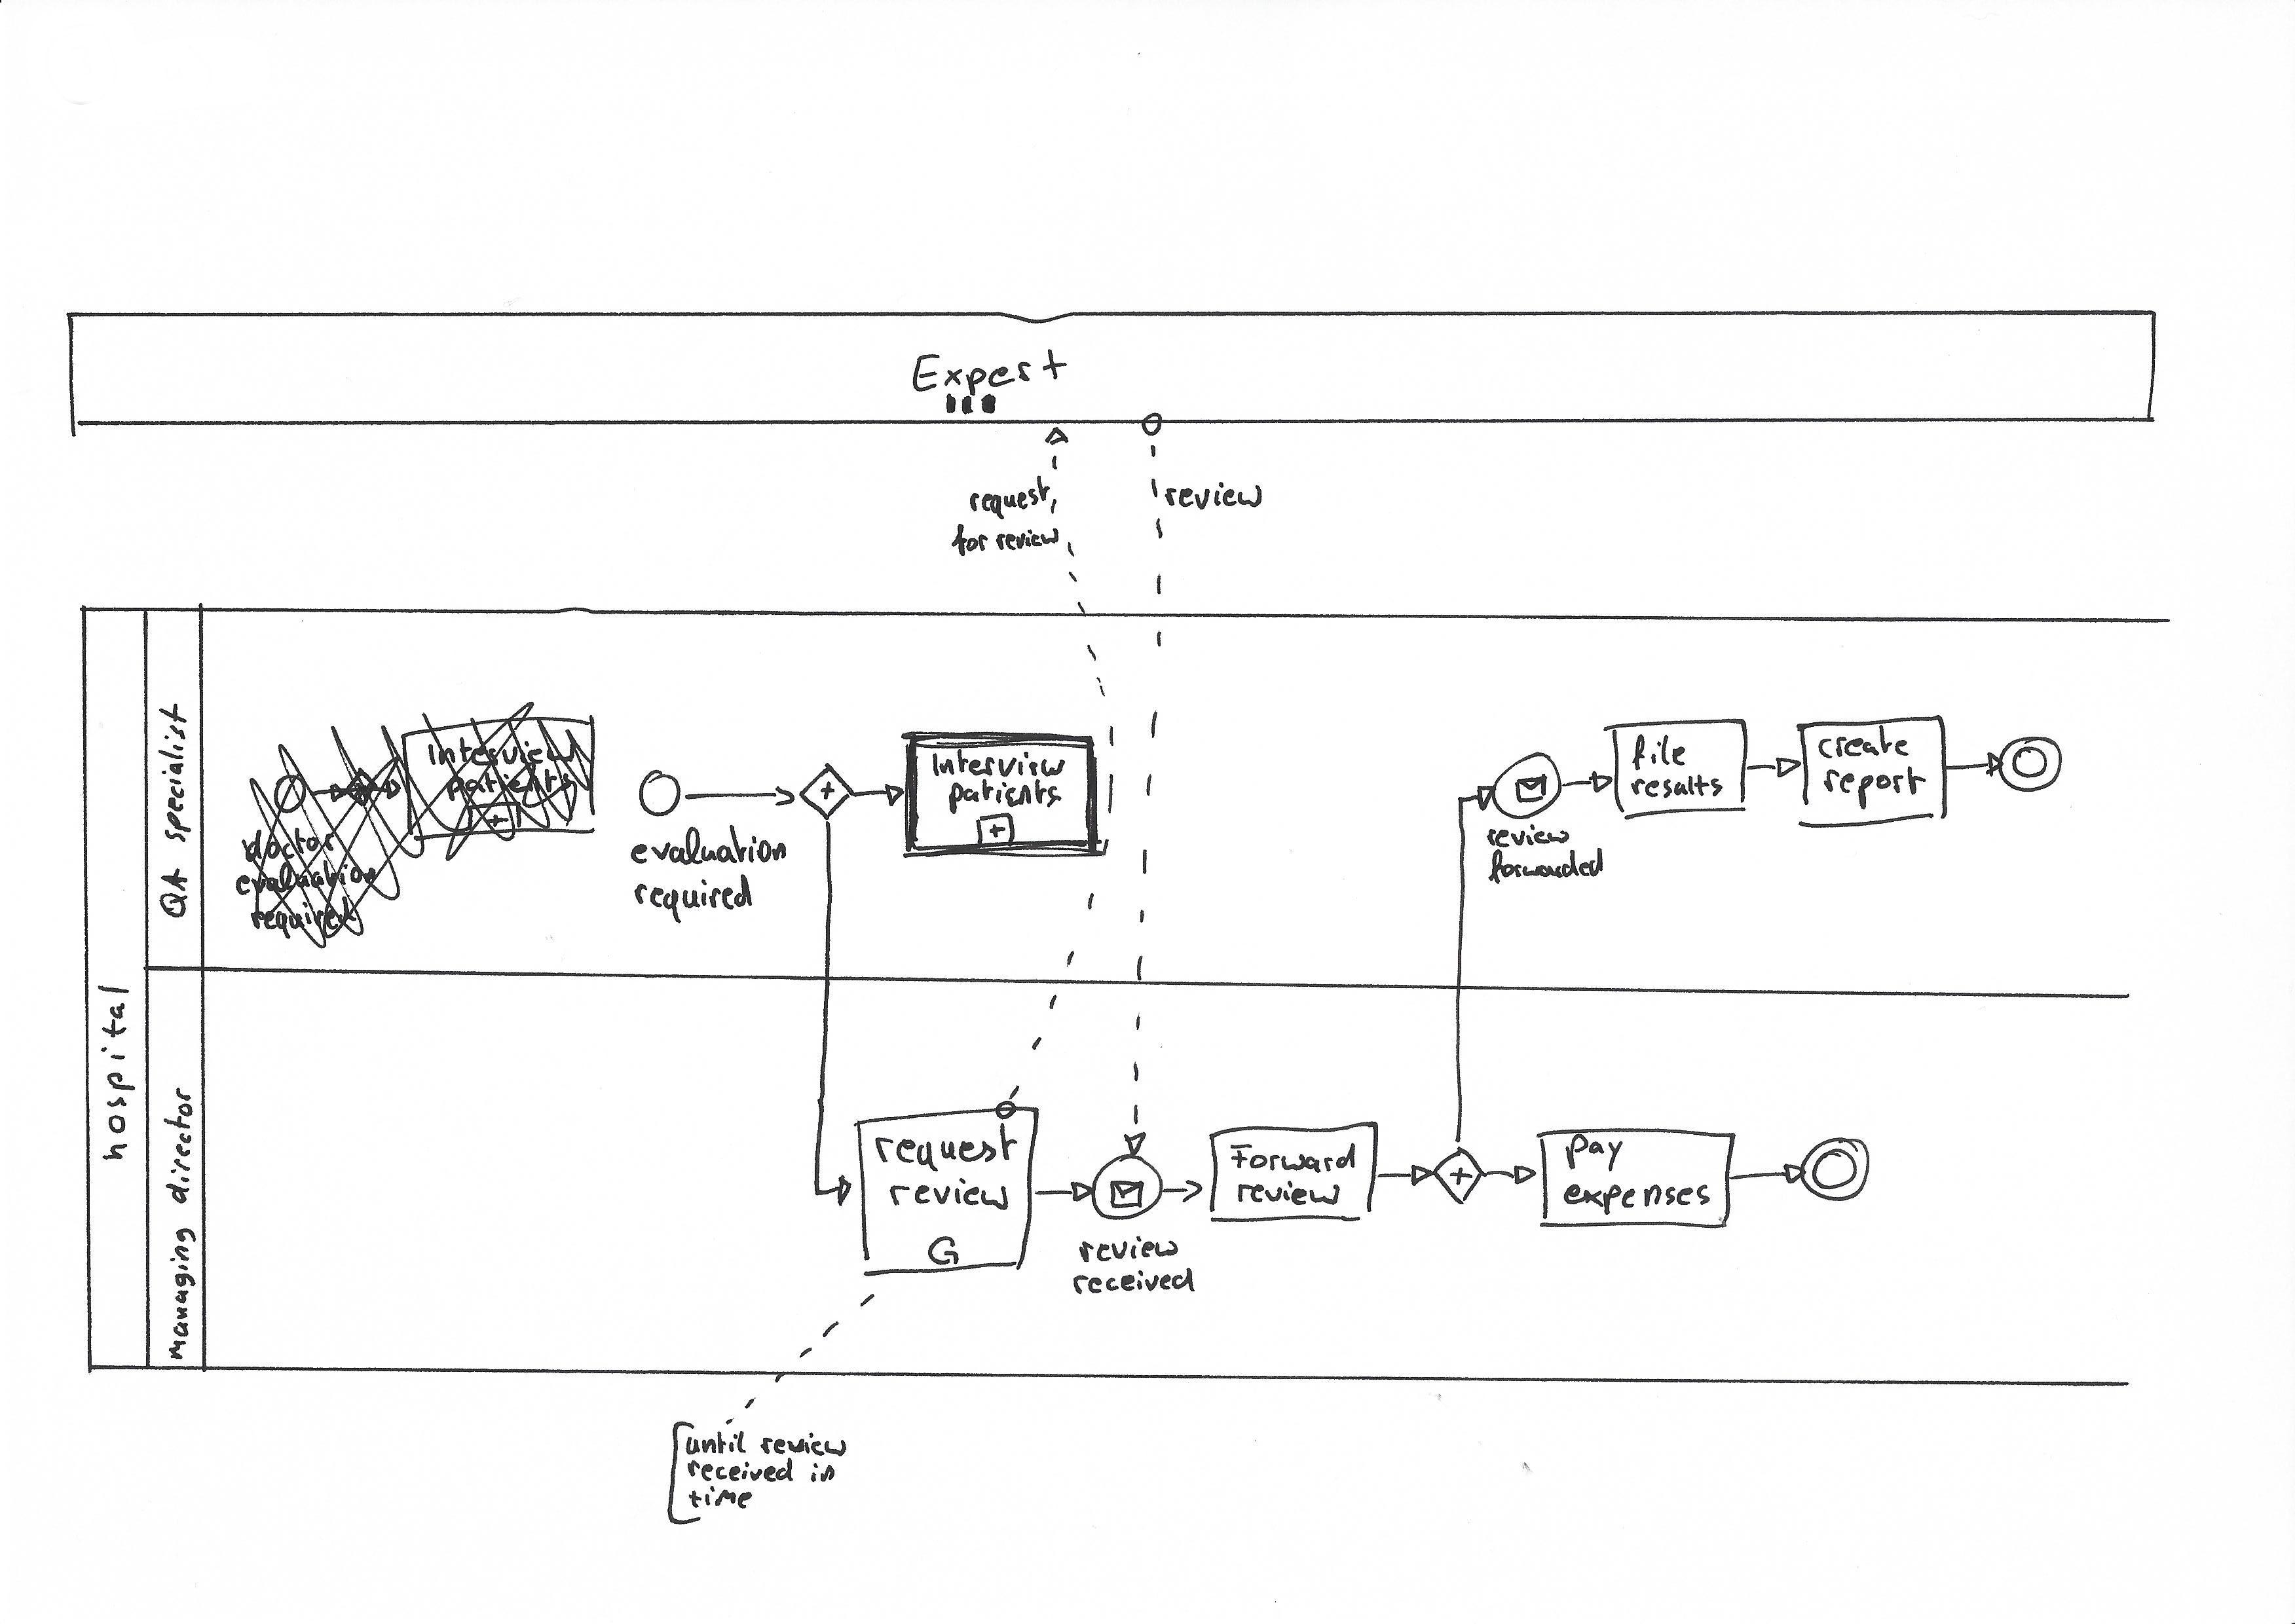 Expert
request
for review
review
hospital
QA specialist
managing director
Interview
patients
doctor
evaluation
required
evaluation
required
Interview
patients
review
forwarded
file
results
create
report
request
review
review
received
Forward
review
pay
expenses
until review
received in
time